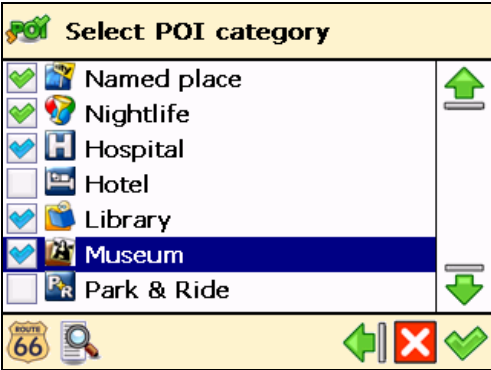 POI Select POI category
Named place
Nightlife
H Hospital
Hotel
Library
Museum
Park & Ride
ROUTE
66